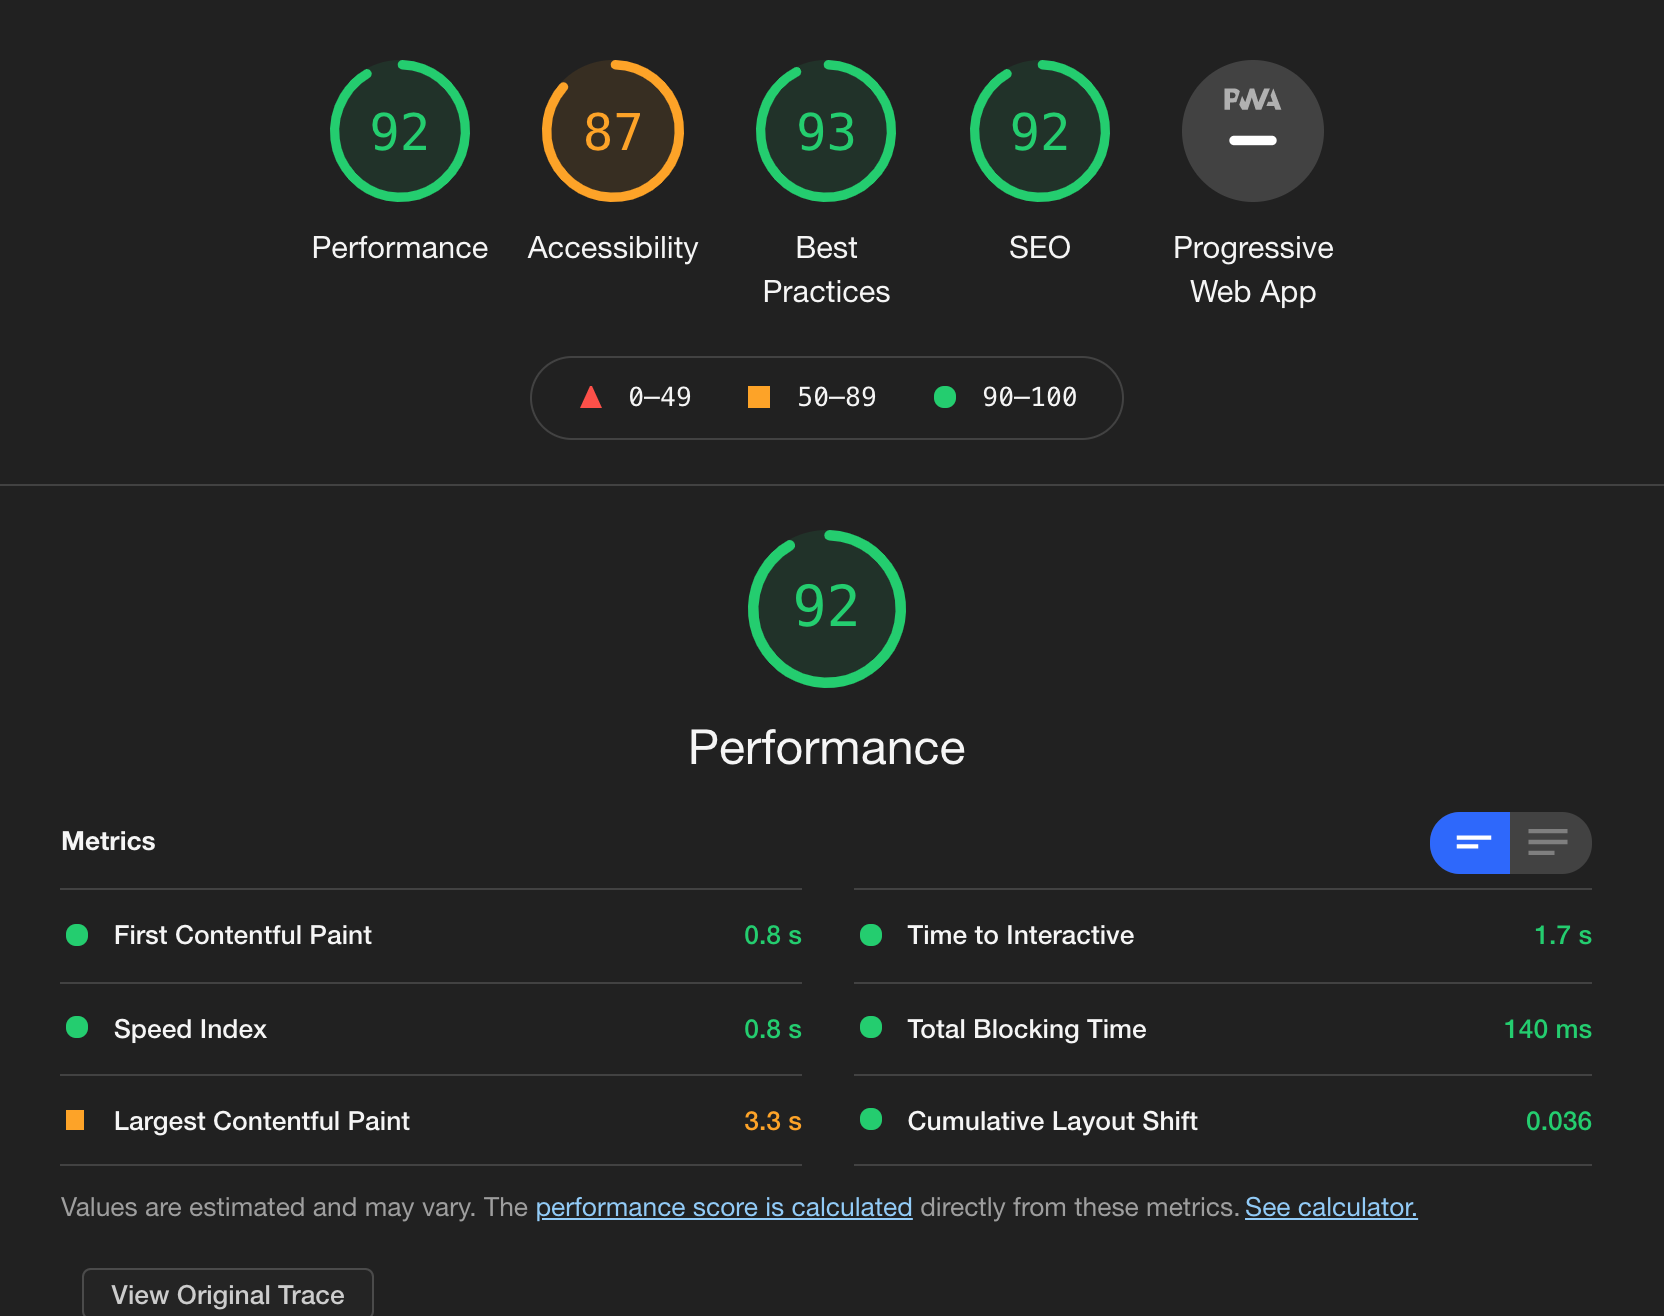 92
87
93
92
PWA
Performance
Accessibility
Best
Practices
SEO
Progressive
Web App
0–49
50–89
90–100
92
Performance
Metrics
First Contentful Paint
0.8 s
Time to Interactive
1.7 s
Speed Index
0.8 s
Total Blocking Time
140 ms
Largest Contentful Paint
3.3 s
Cumulative Layout Shift
0.036
Values are estimated and may vary. The performance score is calculated directly from these metrics. See calculator.
View Original Trace